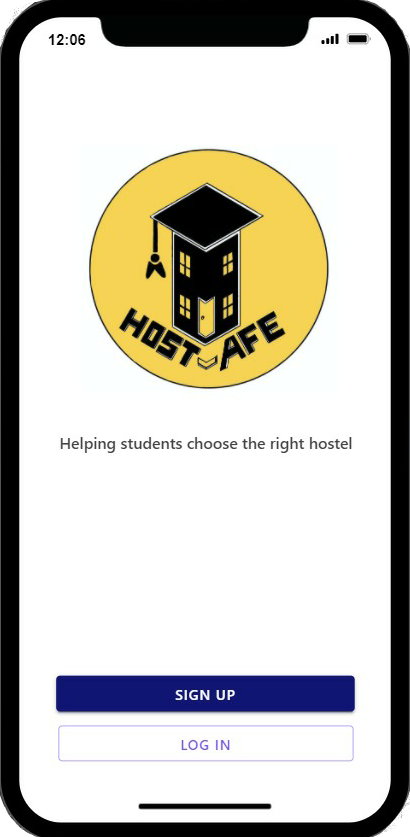 12:06
HOST AFE
Helping students choose the right hostel
SIGN UP
LOG IN